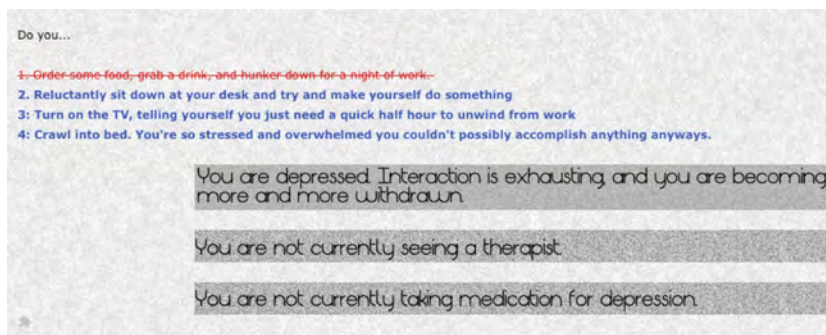 Do you...
1. Order some food, grab a drink, and hunker down for a night of work.
2. Reluctantly sit down at your desk and try and make yourself do something
3: Turn on the TV, telling yourself you just need a quick half hour to unwind from work
4: Crawl into bed. You're so stressed and overwhelmed you couldn't possibly accomplish anything anyways.
You are depressed. Interaction is exhausting, and you are becoming
more and more withdrawn.
You are not currently seeing a therapist.
You are not currently taking medication for depression.